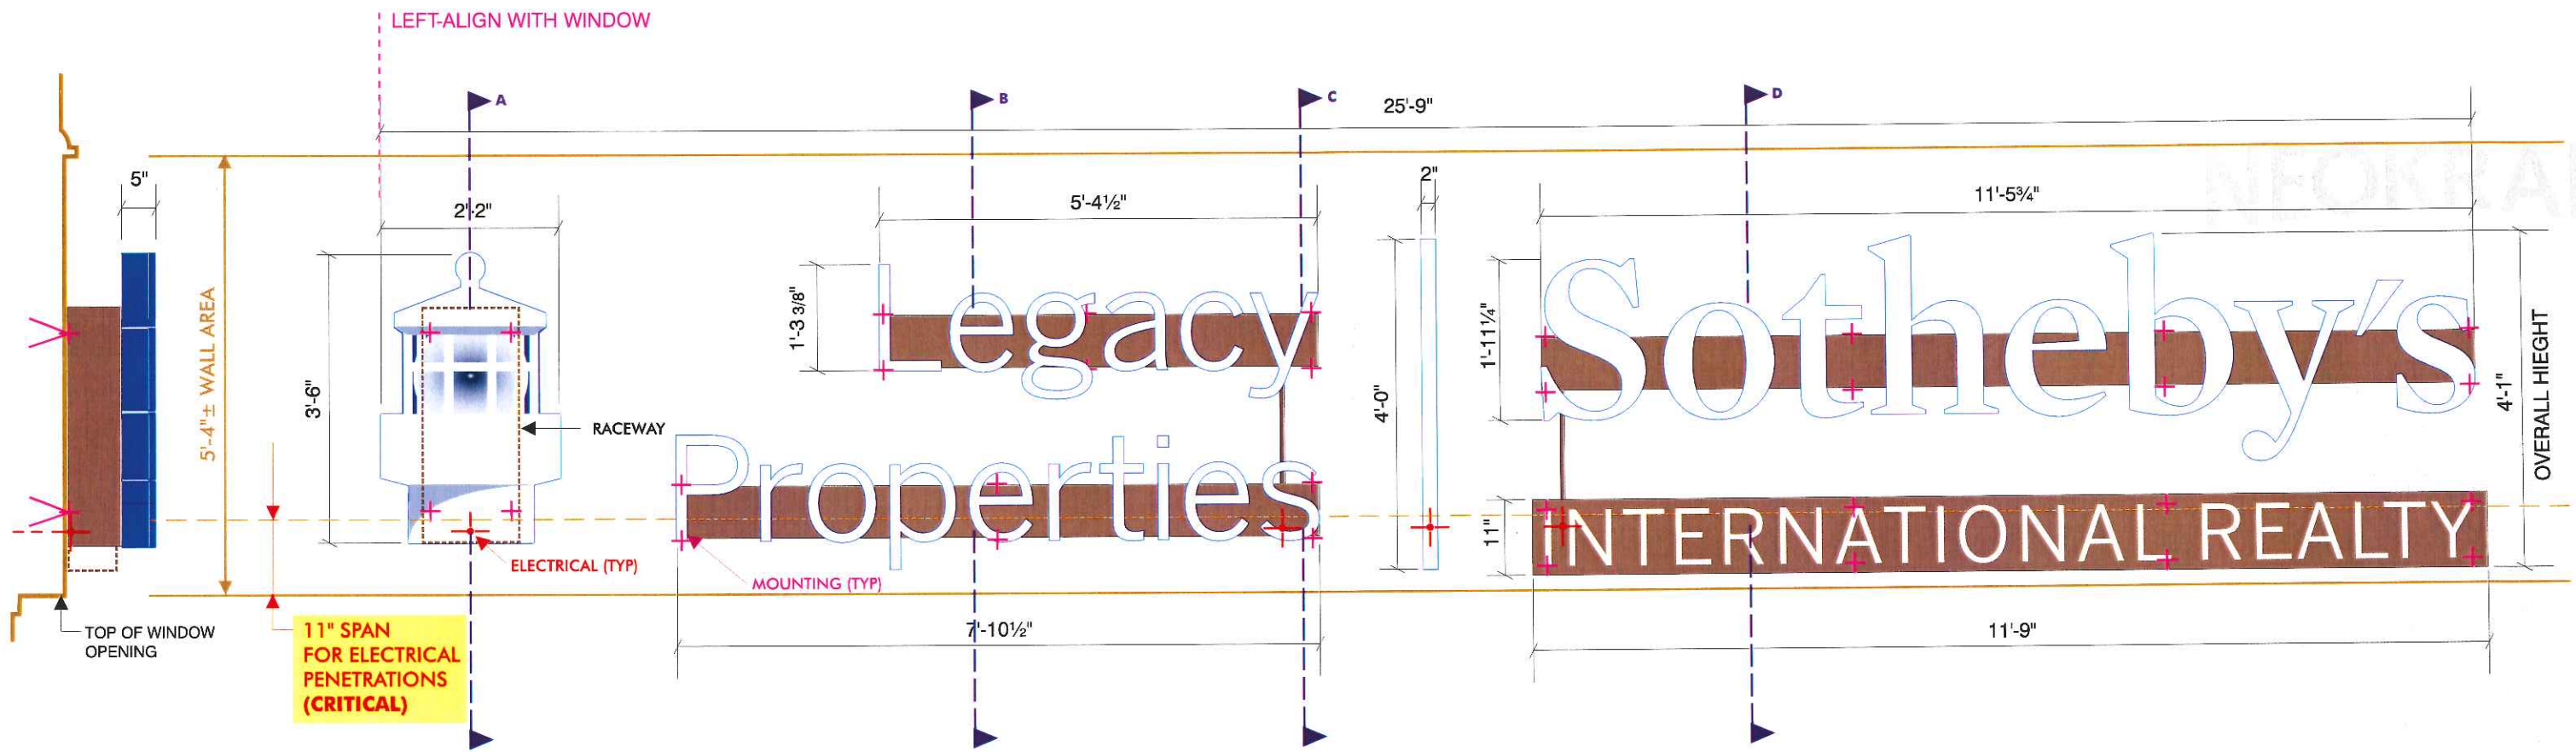 LEFT-ALIGN WITH WINDOW
A
B
C
D
25'-9"
5"
2'-2"
5'-4½"
2"
11'-5¾"
5'-4"± WALL AREA
3'-6"
1'-3 3/8"
Legacy
4'-0"
1'-11¼"
Sotheby's
4'-1"
OVERALL HIEGHT
RACEWAY
Properties
11"
INTERNATIONAL REALTY
ELECTRICAL (TYP)
MOUNTING (TYP)
TOP OF WINDOW
OPENING
11" SPAN
FOR ELECTRICAL
PENETRATIONS
(CRITICAL)
7'-10½"
11'-9"